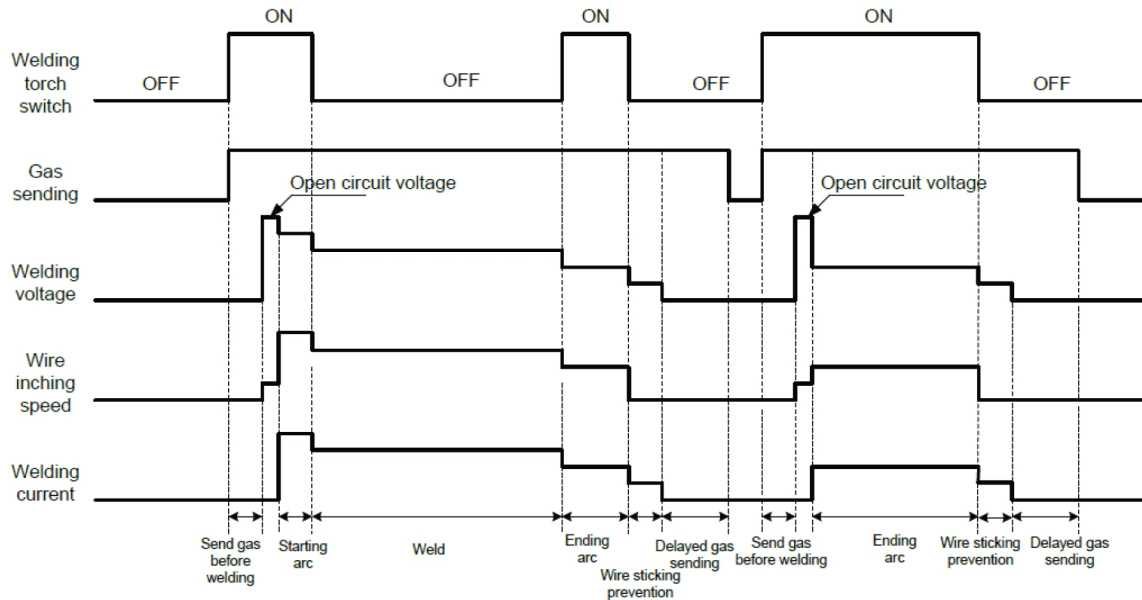 ON
ON
ON
Welding
torch
switch
OFF
OFF
OFF
OFF
Gas
sending
Open circuit voltage
Open circuit voltage
Welding
voltage
Wire
inching
speed
Welding
current
Send gas
before
welding
Starting
arc
Weld
Ending
arc
Wire sticking
prevention
Delayed gas
sending
Send gas
before welding
Ending
arc
Wire sticking
prevention
Delayed gas
sending